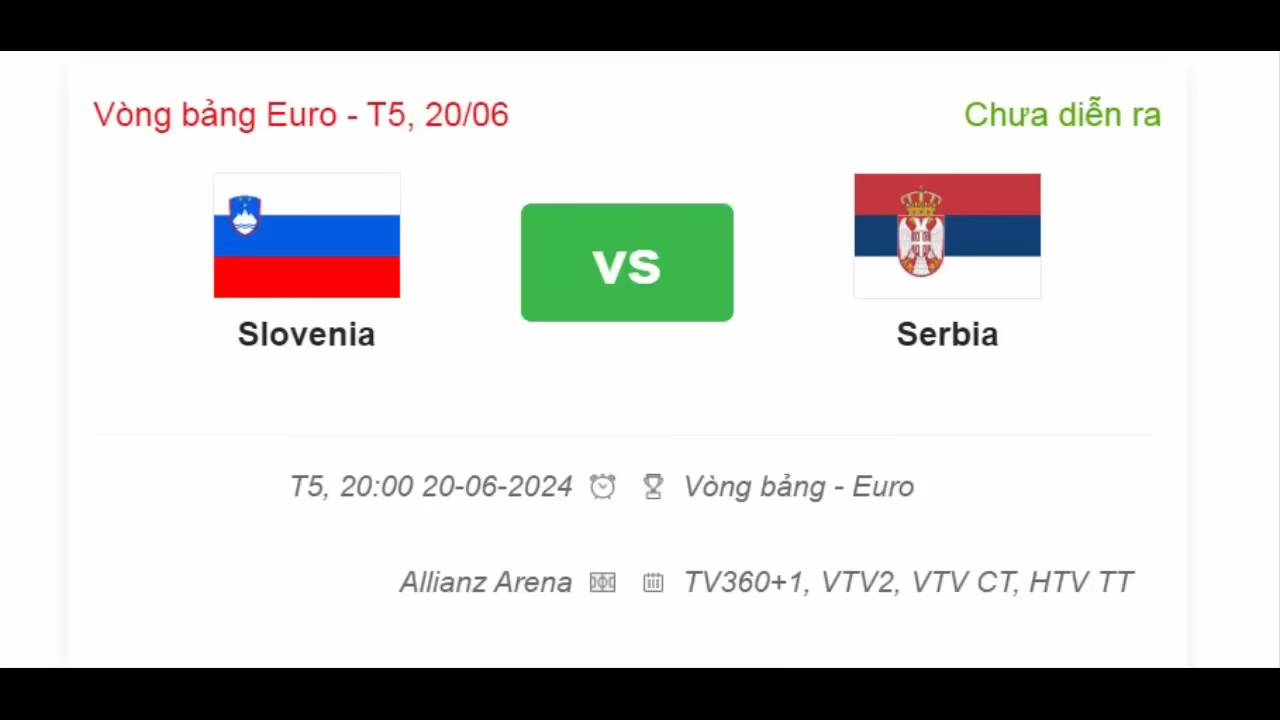 Vòng bảng Euro - T5, 20/06
Chưa diễn ra
vs
Slovenia
Serbia
T5, 20:00 20-06-2024
Vòng bảng - Euro
Allianz Arena
TV360+1, VTV2, VTV CT, HTV TT